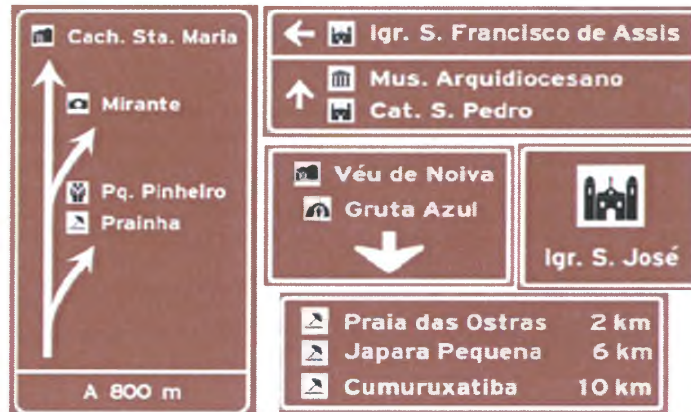 Cach. Sta. Maria
Mirante
Pq. Pinheiro
Prainha
A 800 m
Igr. S. Francisco de Assis
Mus. Arquidiocesano
Cat. S. Pedro
Véu de Noiva
Gruta Azul
Igr. S. José
Praia das Ostras 2 km
Japara Pequena 6 km
Cumuruxatiba 10 km